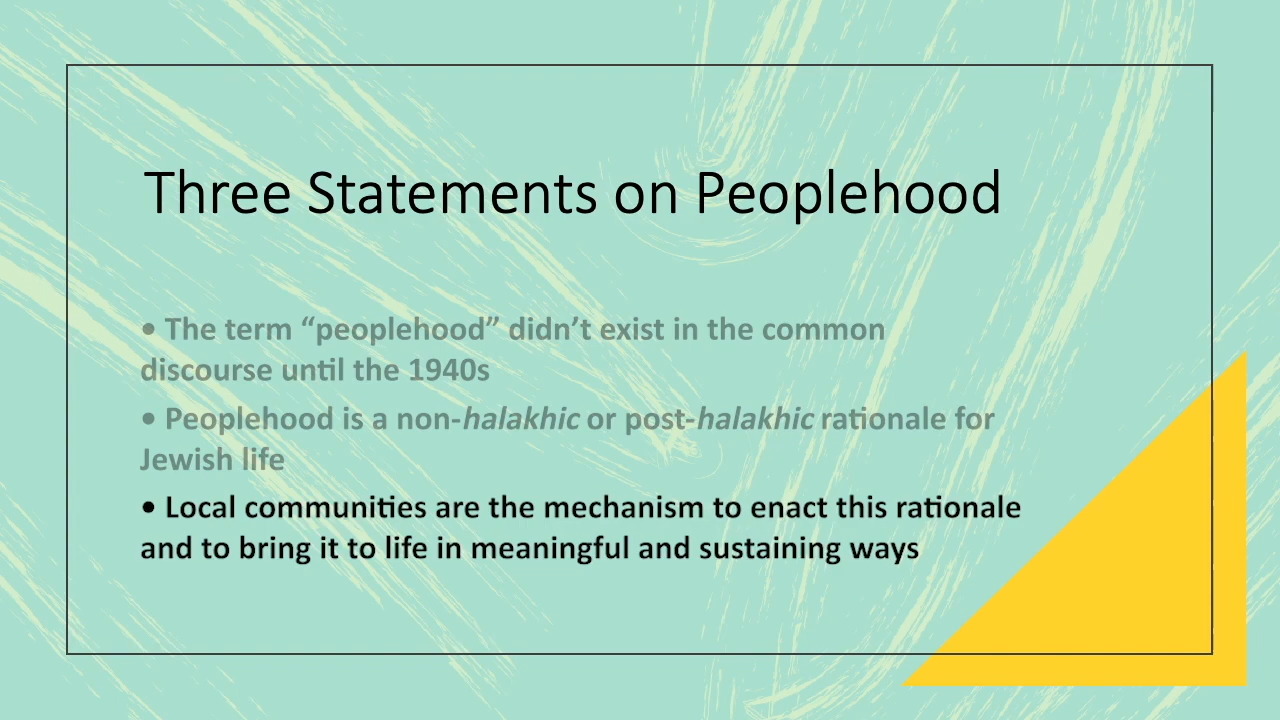 Three Statements on Peoplehood
• The term “peoplehood” didn’t exist in the common
discourse until the 1940s
• Peoplehood is a non-halakhic or post-halakhic rationale for
Jewish life
• Local communities are the mechanism to enact this rationale
and to bring it to life in meaningful and sustaining ways